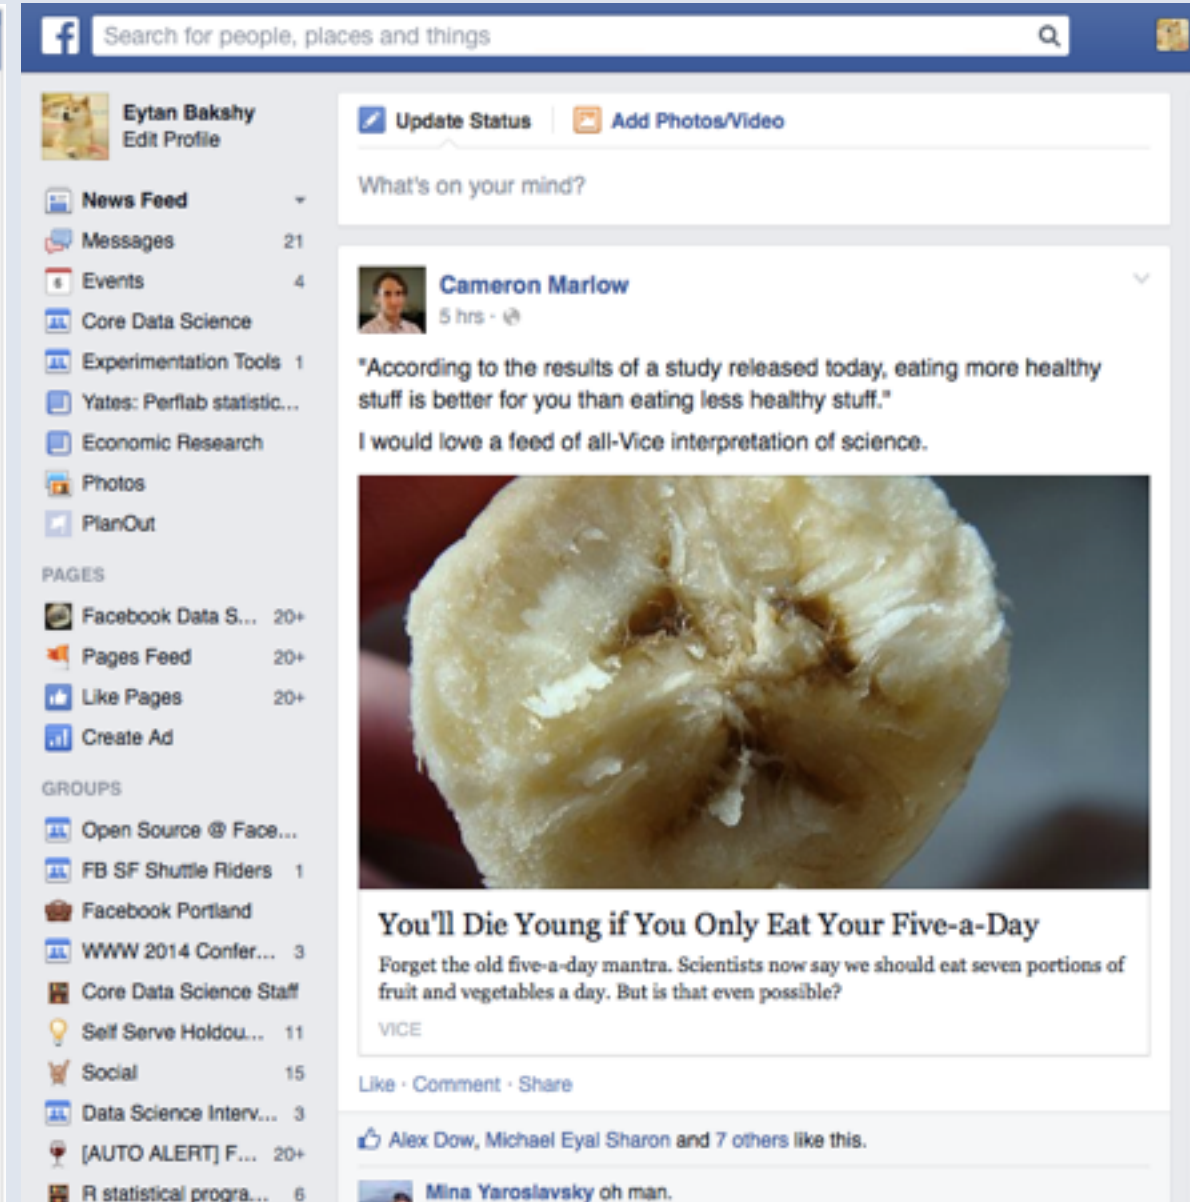 Search for people, places and things
Eytan Bakshy
Edit Profile
News Feed
Messages 21
6 Events 4
Core Data Science
Experimentation Tools 1
Yates: Perflab statistic...
Economic Research
Photos
PlanOut
PAGES
Facebook Data S... 20+
Pages Feed 20+
Like Pages 20+
Create Ad
GROUPS
Open Source @ Face...
FB SF Shuttle Riders 1
Facebook Portland
WWW 2014 Confer... 3
Core Data Science Staff
Self Serve Holdou... 11
Social 15
Data Science Interv... 3
[AUTO ALERT] F... 20+
R statistical progra... 6
Update Status
Add Photos/Video
What's on your mind?
Cameron Marlow
5 hrs ·
"According to the results of a study released today, eating more healthy
stuff is better for you than eating less healthy stuff."
I would love a feed of all-Vice interpretation of science.
You'll Die Young if You Only Eat Your Five-a-Day
Forget the old five-a-day mantra. Scientists now say we should eat seven portions of
fruit and vegetables a day. But is that even possible?
VICE
Like · Comment · Share
Alex Dow, Michael Eyal Sharon and 7 others like this.
Mina Yaroslavsky oh man.